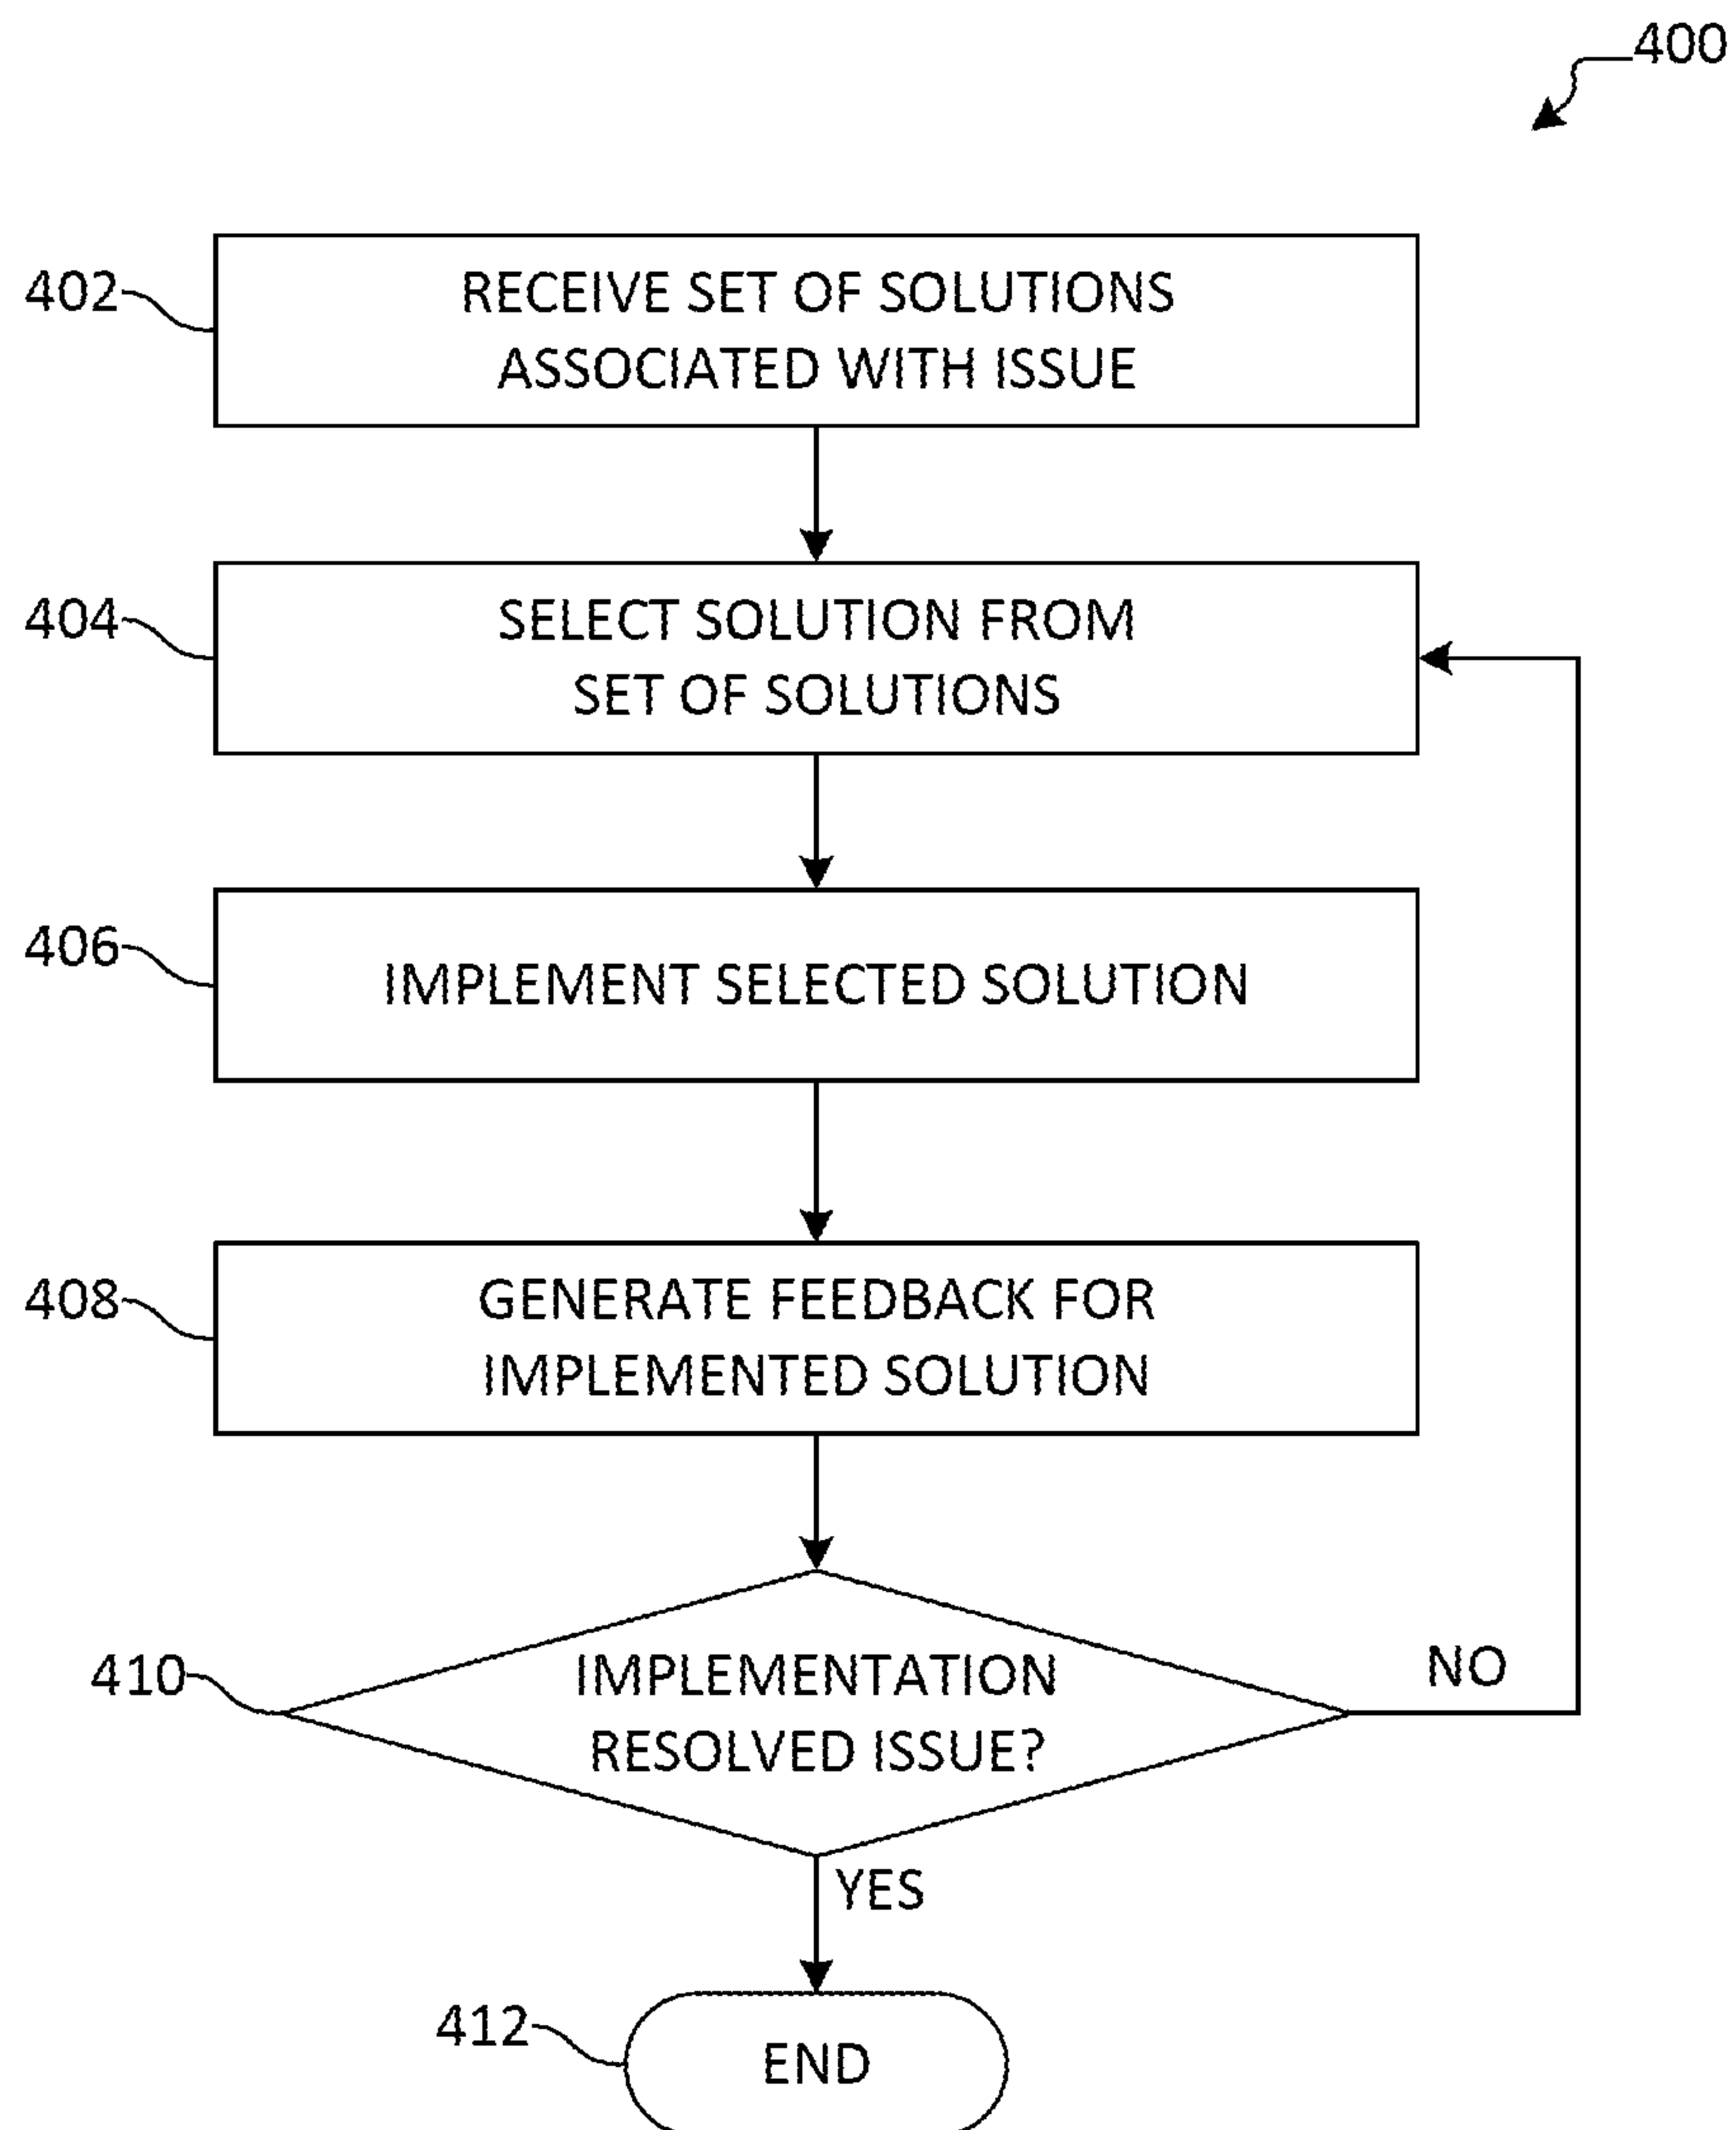 400
402
RECEIVE SET OF SOLUTIONS
ASSOCIATED WITH ISSUE
404
SELECT SOLUTION FROM
SET OF SOLUTIONS
406
IMPLEMENT SELECTED SOLUTION
408
GENERATE FEEDBACK FOR
IMPLEMENTED SOLUTION
410
IMPLEMENTATION
RESOLVED ISSUE?
NO
YES
412
END